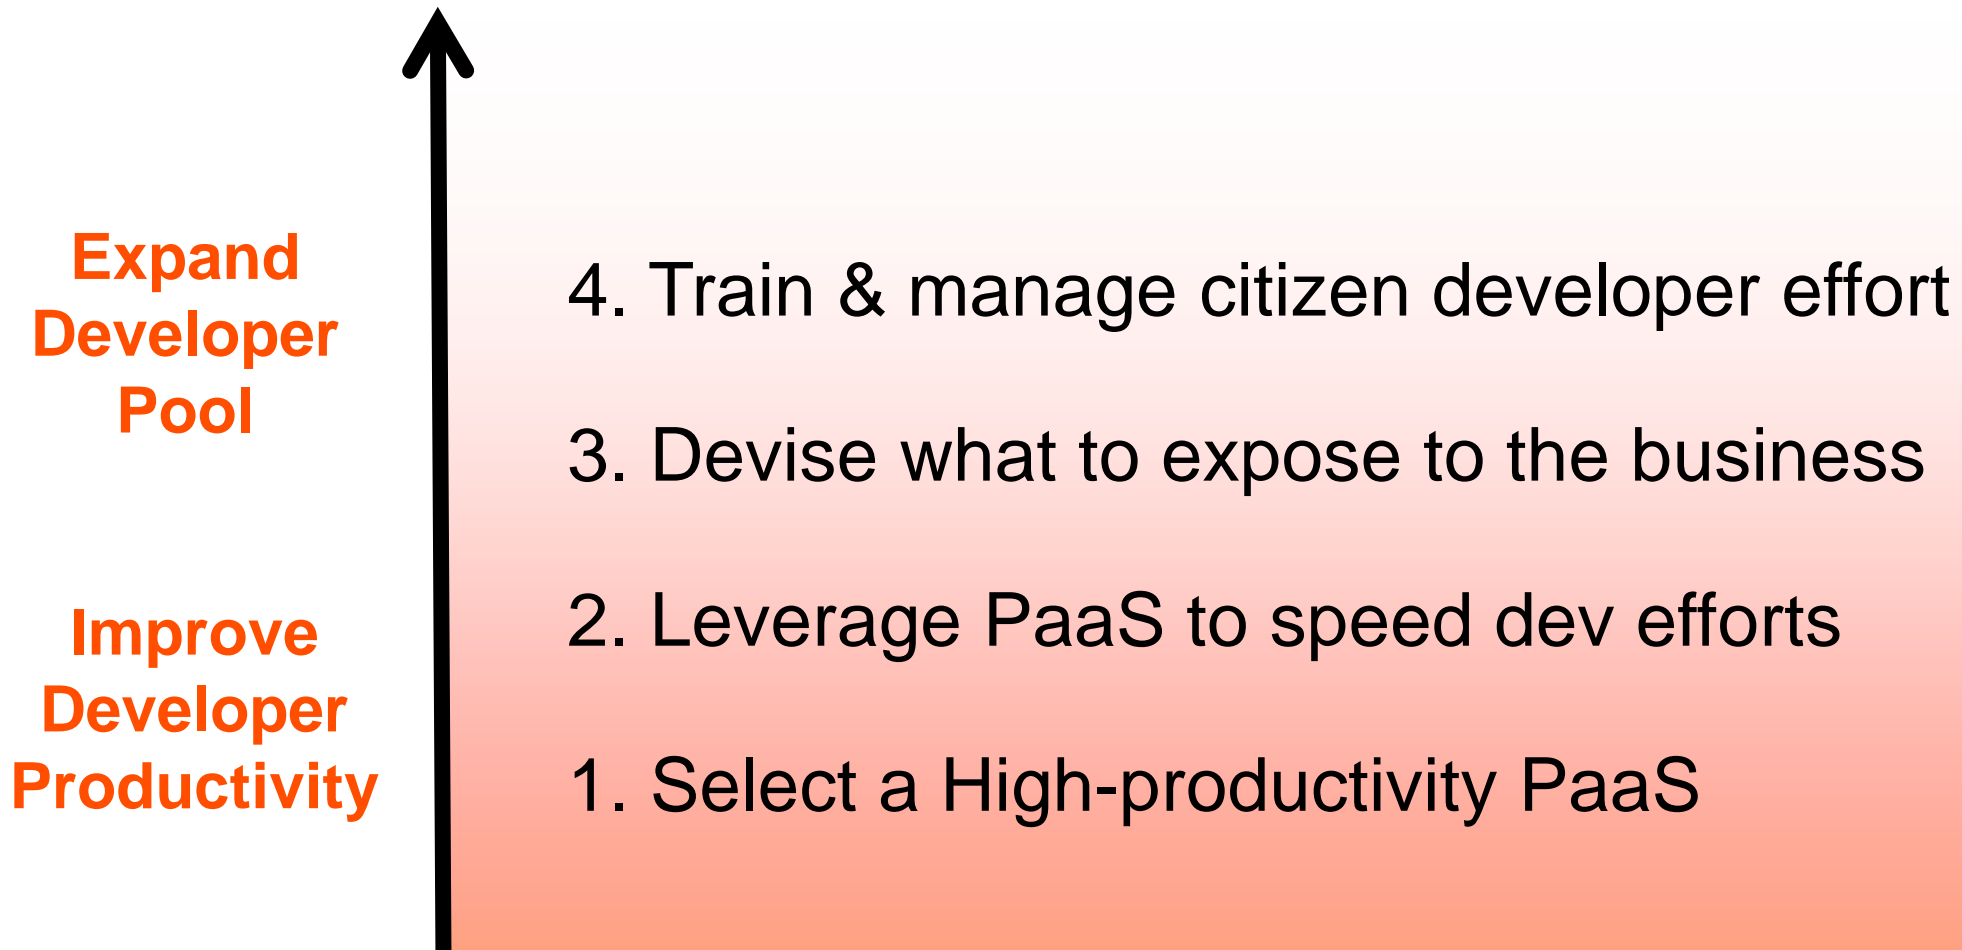 Expand
Developer
Pool
4. Train & manage citizen developer effort
3. Devise what to expose to the business
Improve
Developer
Productivity
2. Leverage PaaS to speed dev efforts
1. Select a High-productivity PaaS